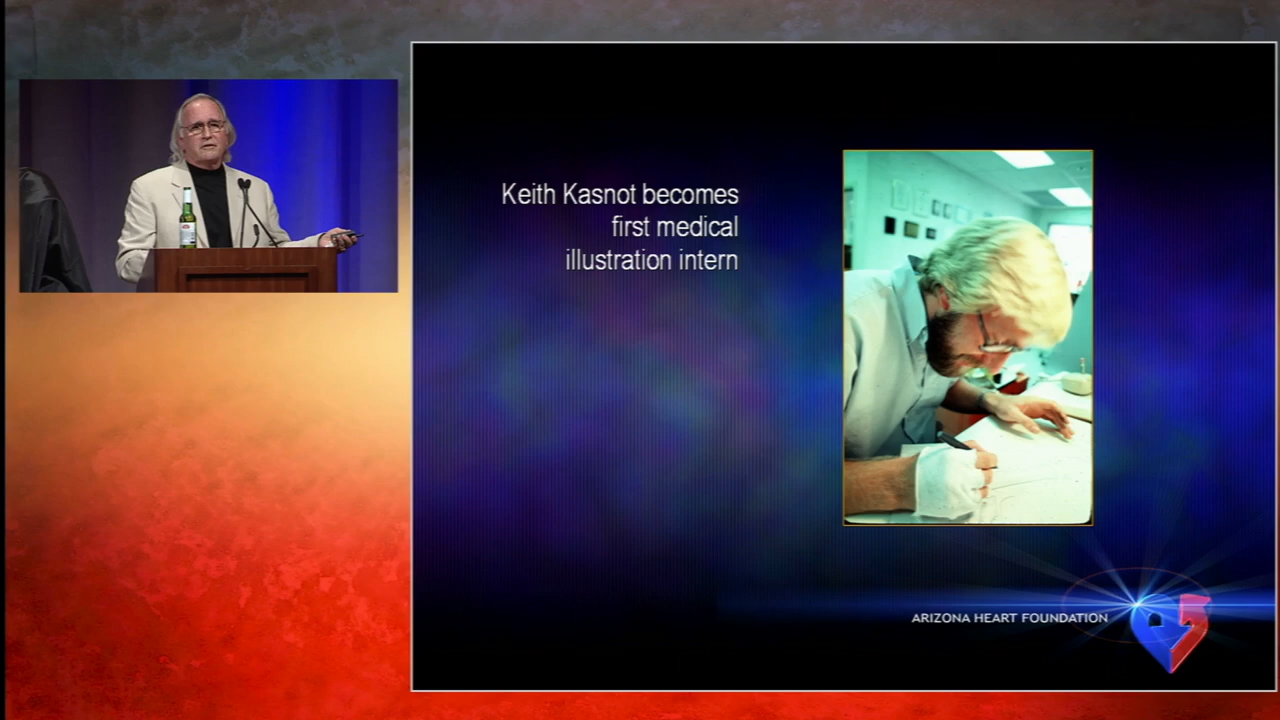 Keith Kasnot becomes
first medical
illustration intern
ARIZONA HEART FOUNDATION